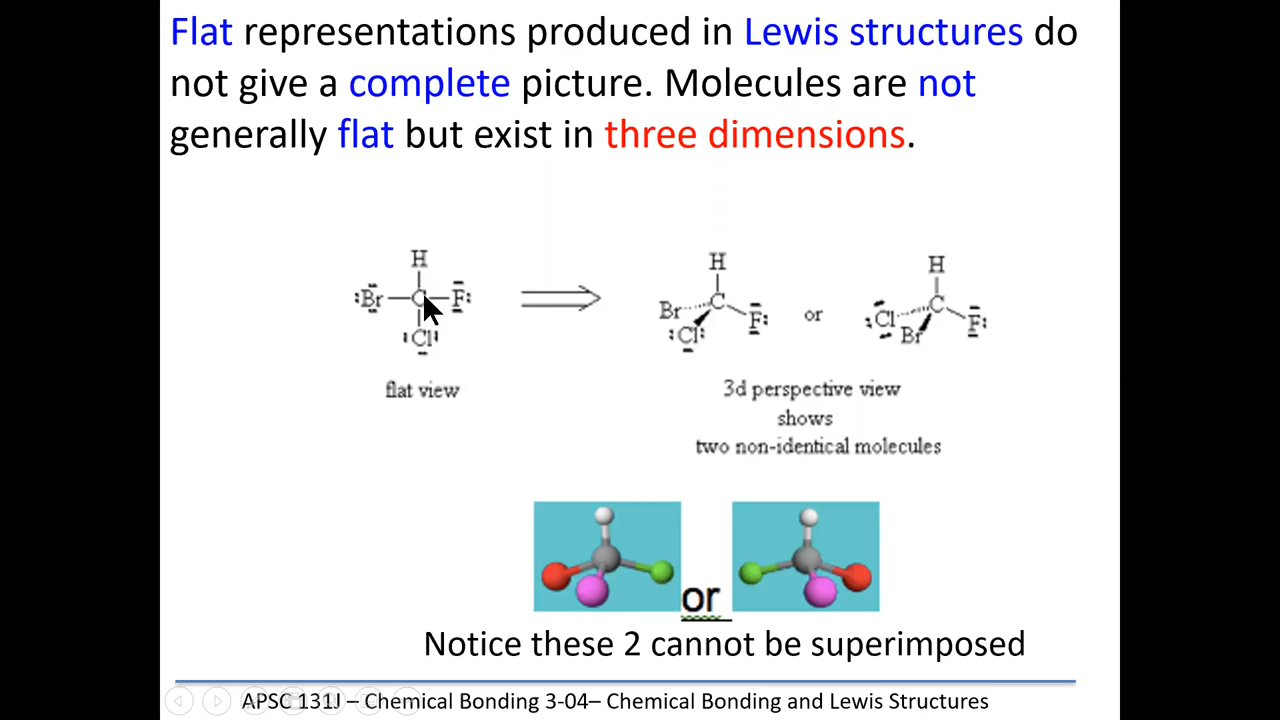 Flat representations produced in Lewis structures do
not give a complete picture. Molecules are not
generally flat but exist in three dimensions.
H
:Br—C—F:
:Cl:
flat view
H
Br C F:
:Cl:
or
H
:Cl C F:
Br
3d perspective view
shows
two non-identical molecules
or
Notice these 2 cannot be superimposed
APSC 131J – Chemical Bonding 3-04– Chemical Bonding and Lewis Structures